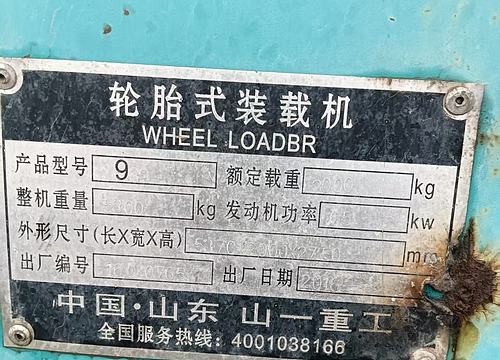 轮胎式装载机
WHEEL LOADBR
产品型号 9 额定载重 kg
整机重量 kg 发动机功率 kw
外形尺寸(长X宽X高) mm
出厂编号 出厂日期
中国·山东 山一重工
全国服务热线: 4001038166